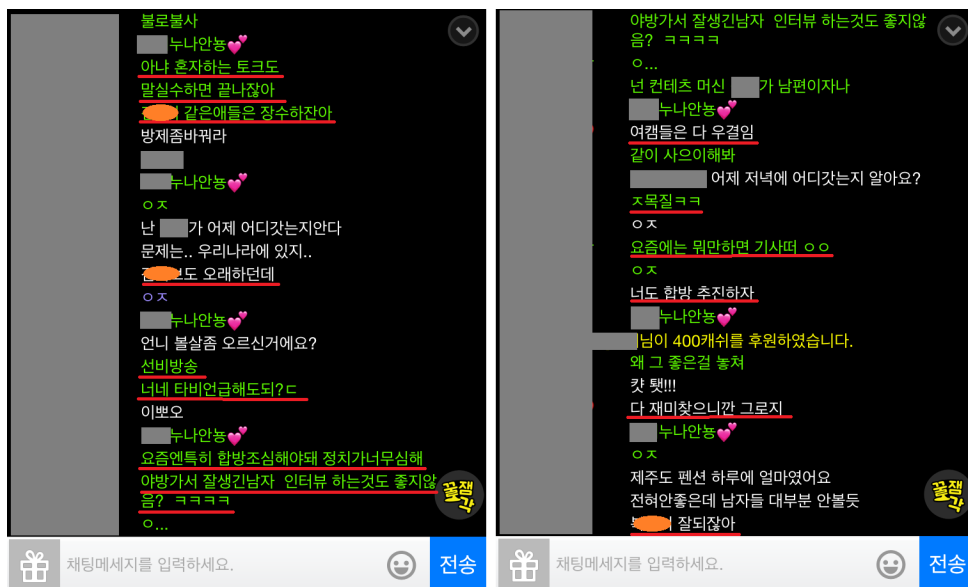 불로불사
누나안뇽💕
아냐 혼자하는 토크도
말실수하면 끝나잖아
같은애들은 장수하잔아
방제좀바꿔라
누나안뇽💕
ㅇㅈ
난 가 어제 어디갓는지안다
문제는.. 우리나라에 있지..
도 오래하던데
ㅇㅈ
누나안뇽💕
언니 볼살좀 오르신거에요?
선비방송
너네 타비언급해도되?ㄷ
이뽀오
누나안뇽💕
요즘엔특히 합방조심해야돼 정치가너무심해
야방가서 잘생긴남자 인터뷰 하는것도 좋지않
음? ㅋㅋㅋㅋ
ㅇ...
꿀잼각
채팅메세지를 입력하세요.
전송
야방가서 잘생긴남자 인터뷰 하는것도 좋지않
음? ㅋㅋㅋㅋ
ㅇ...
넌 컨테츠 머신 가 남편이자나
누나안뇽💕
여캠들은 다 우결임
같이 사으이해봐
어제 저녁에 어디갓는지 알아요?
ㅈ목질ㅋㅋ
ㅇㅈ
요즘에는 뭐만하면 기사떠 ㅇㅇ
ㅇㅈ
너도 합방 추진하자
누나안뇽💕
님이 400캐쉬를 후원하였습니다.
왜 그 좋은걸 놓쳐
캿 퉷!!!
다 재미찾으니깐 그로지
누나안뇽💕
ㅇㅈ
제주도 펜션 하루에 얼마였어요
전혀안좋은데 남자들 대부분 안볼듯
잘되잖아
꿀잼각
채팅메세지를 입력하세요.
전송